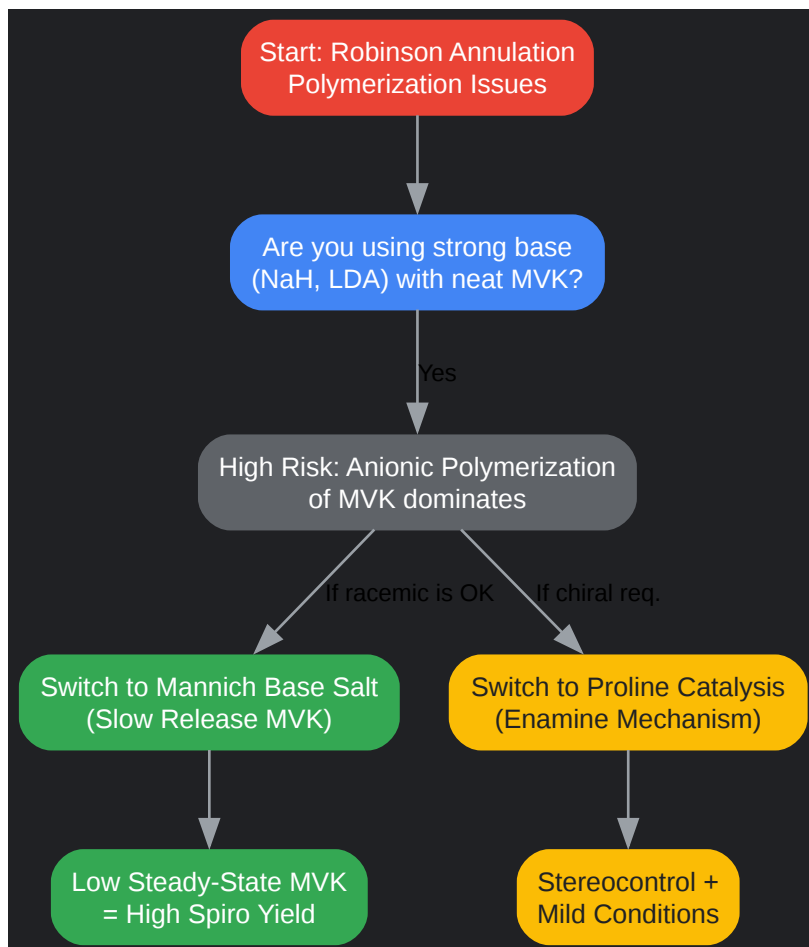 Start: Robinson Annulation
Polymerization Issues
Are you using strong base
(NaH, LDA) with neat MVK?
Yes
High Risk: Anionic Polymerization
of MVK dominates
If racemic is OK
If chiral req.
Switch to Mannich Base Salt
(Slow Release MVK)
Switch to Proline Catalysis
(Enamine Mechanism)
Low Steady-State MVK
= High Spiro Yield
Stereocontrol +
Mild Conditions